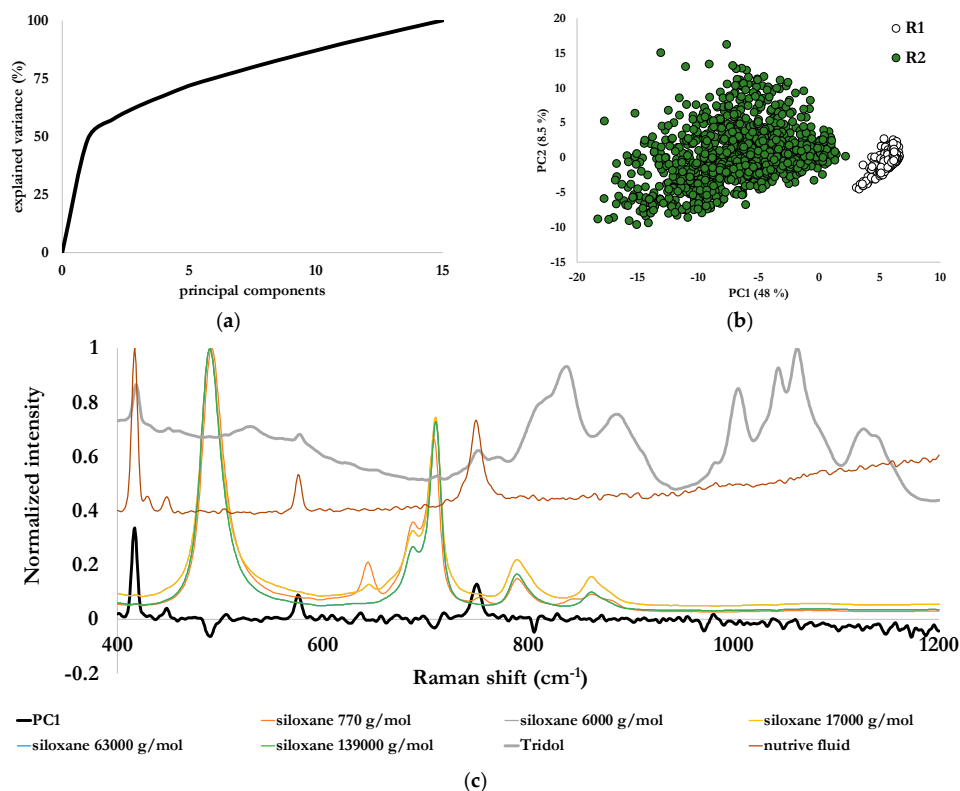 100
75
50
25
0
explained variance (%)
0 5 10 15
principal components
(a)
20
15
10
5
0
-5
-10
-15
PC2 (8.5 %)
R1
R2
-20 -15 -10 -5 0 5 10
PC1 (48 %)
(b)
1
0.8
0.6
0.4
0.2
0
-0.2
Normalized intensity
400 600 800 1000 1200
Raman shift (cm⁻¹)
PC1 siloxane 770 g/mol siloxane 6000 g/mol siloxane 17000 g/mol
siloxane 63000 g/mol siloxane 139000 g/mol Tridol nutrive fluid
(c)